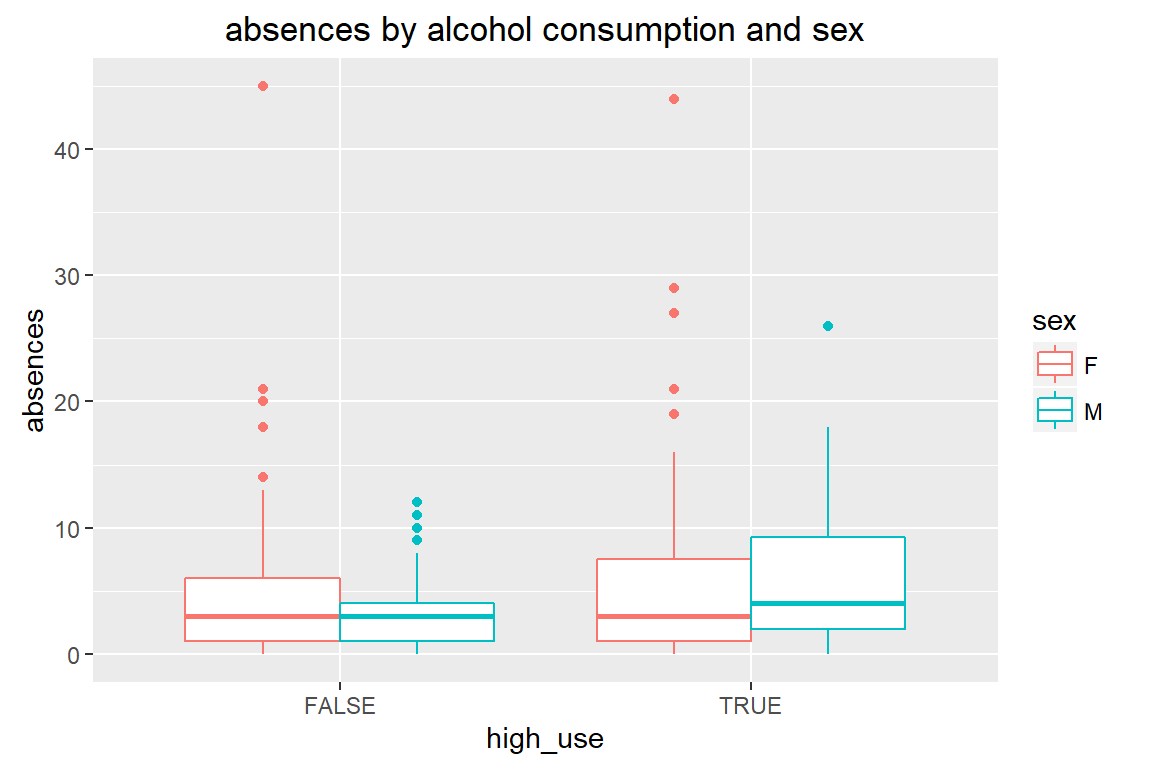 absences by alcohol consumption and sex
absences
40
30
20
10
0
FALSE
TRUE
high_use
sex
F
M